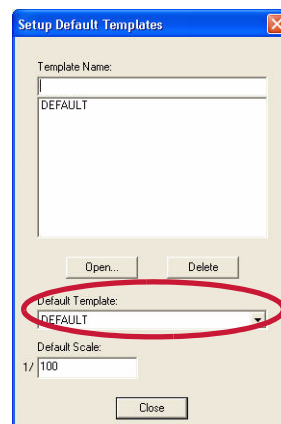 Setup Default Templates
Template Name:
DEFAULT
Open... Delete
Default Template:
DEFAULT
Default Scale:
1/ 100
Close